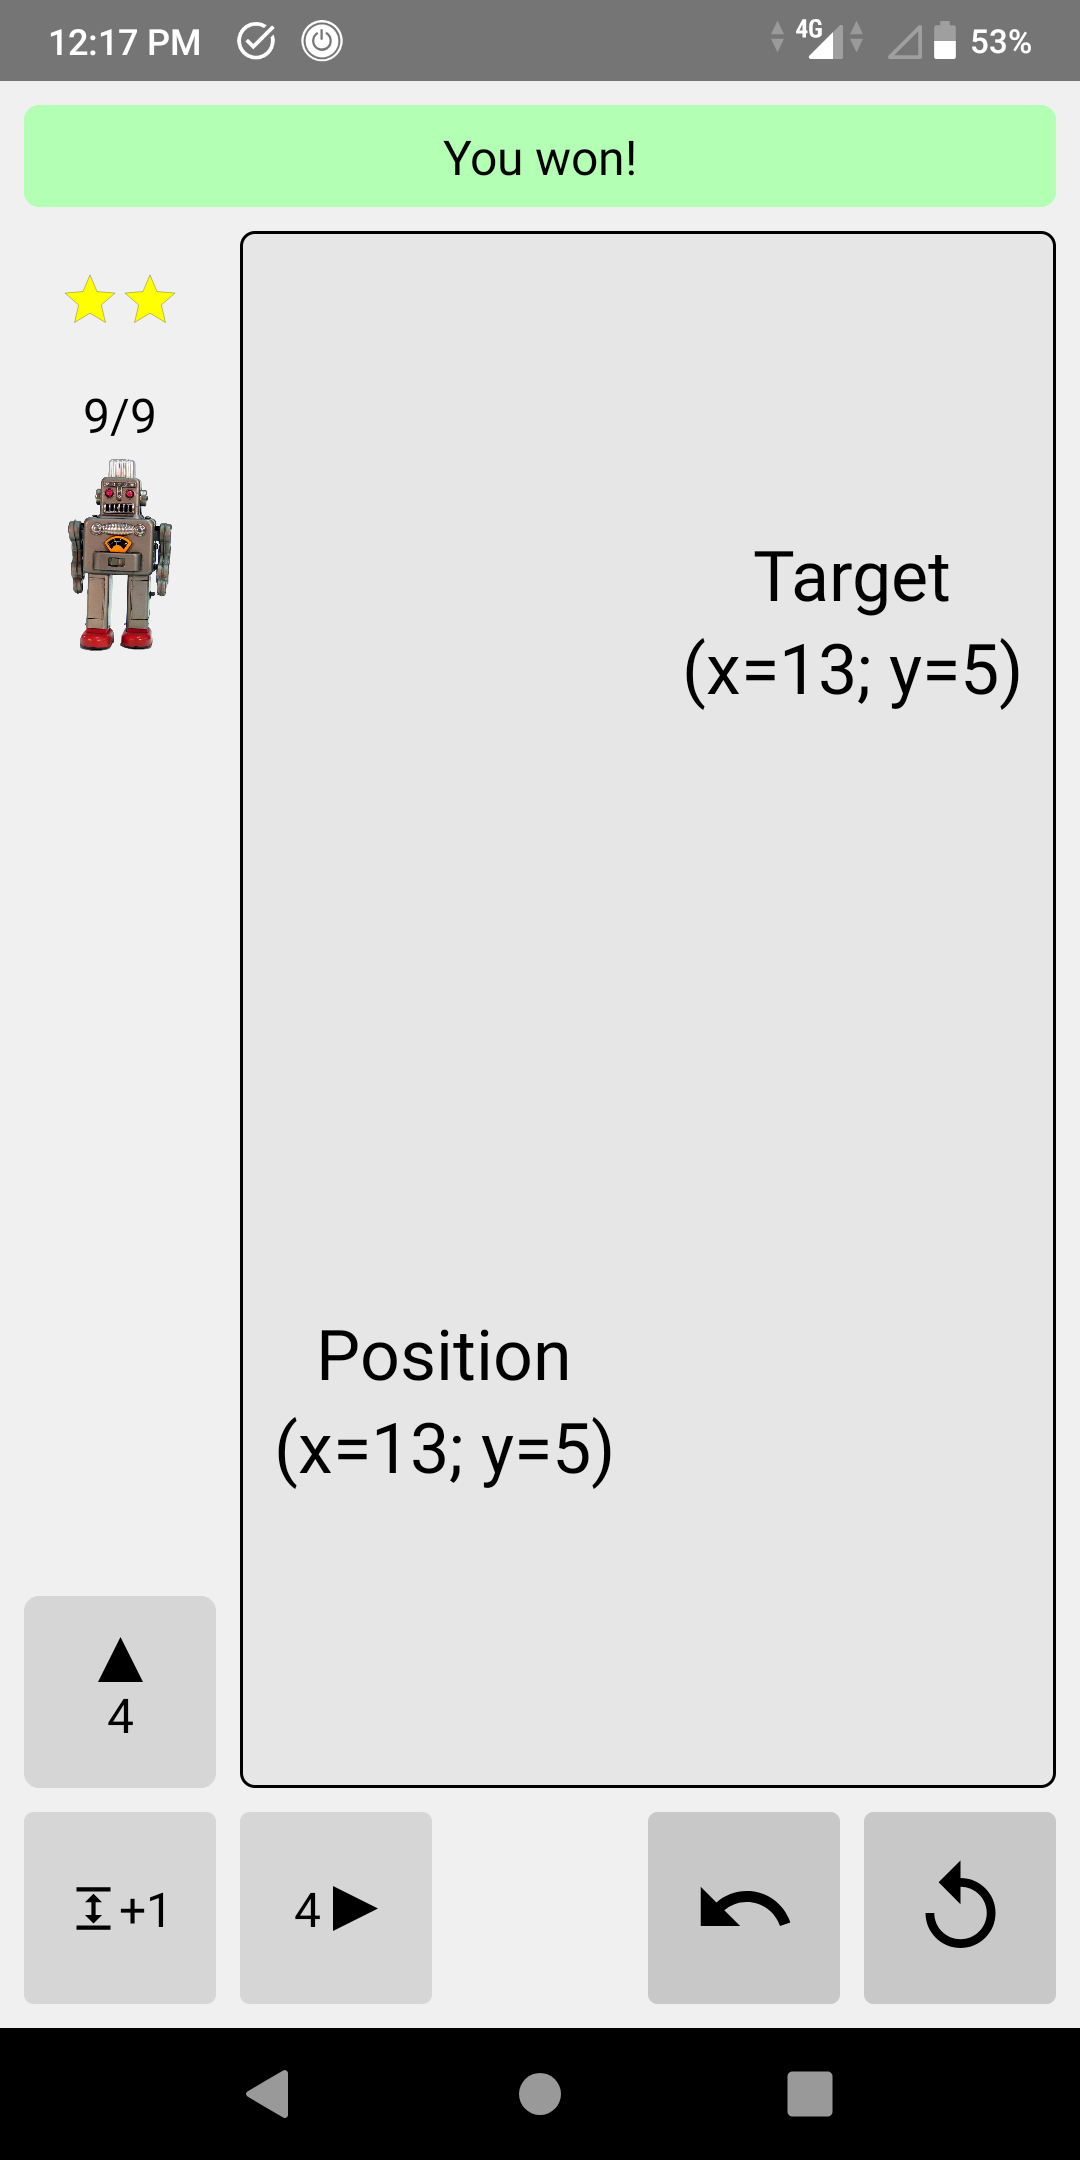 12:17 PM
4G
53%
You won!
9/9
Target
(x=13; y=5)
Position
(x=13; y=5)
4
+1
4